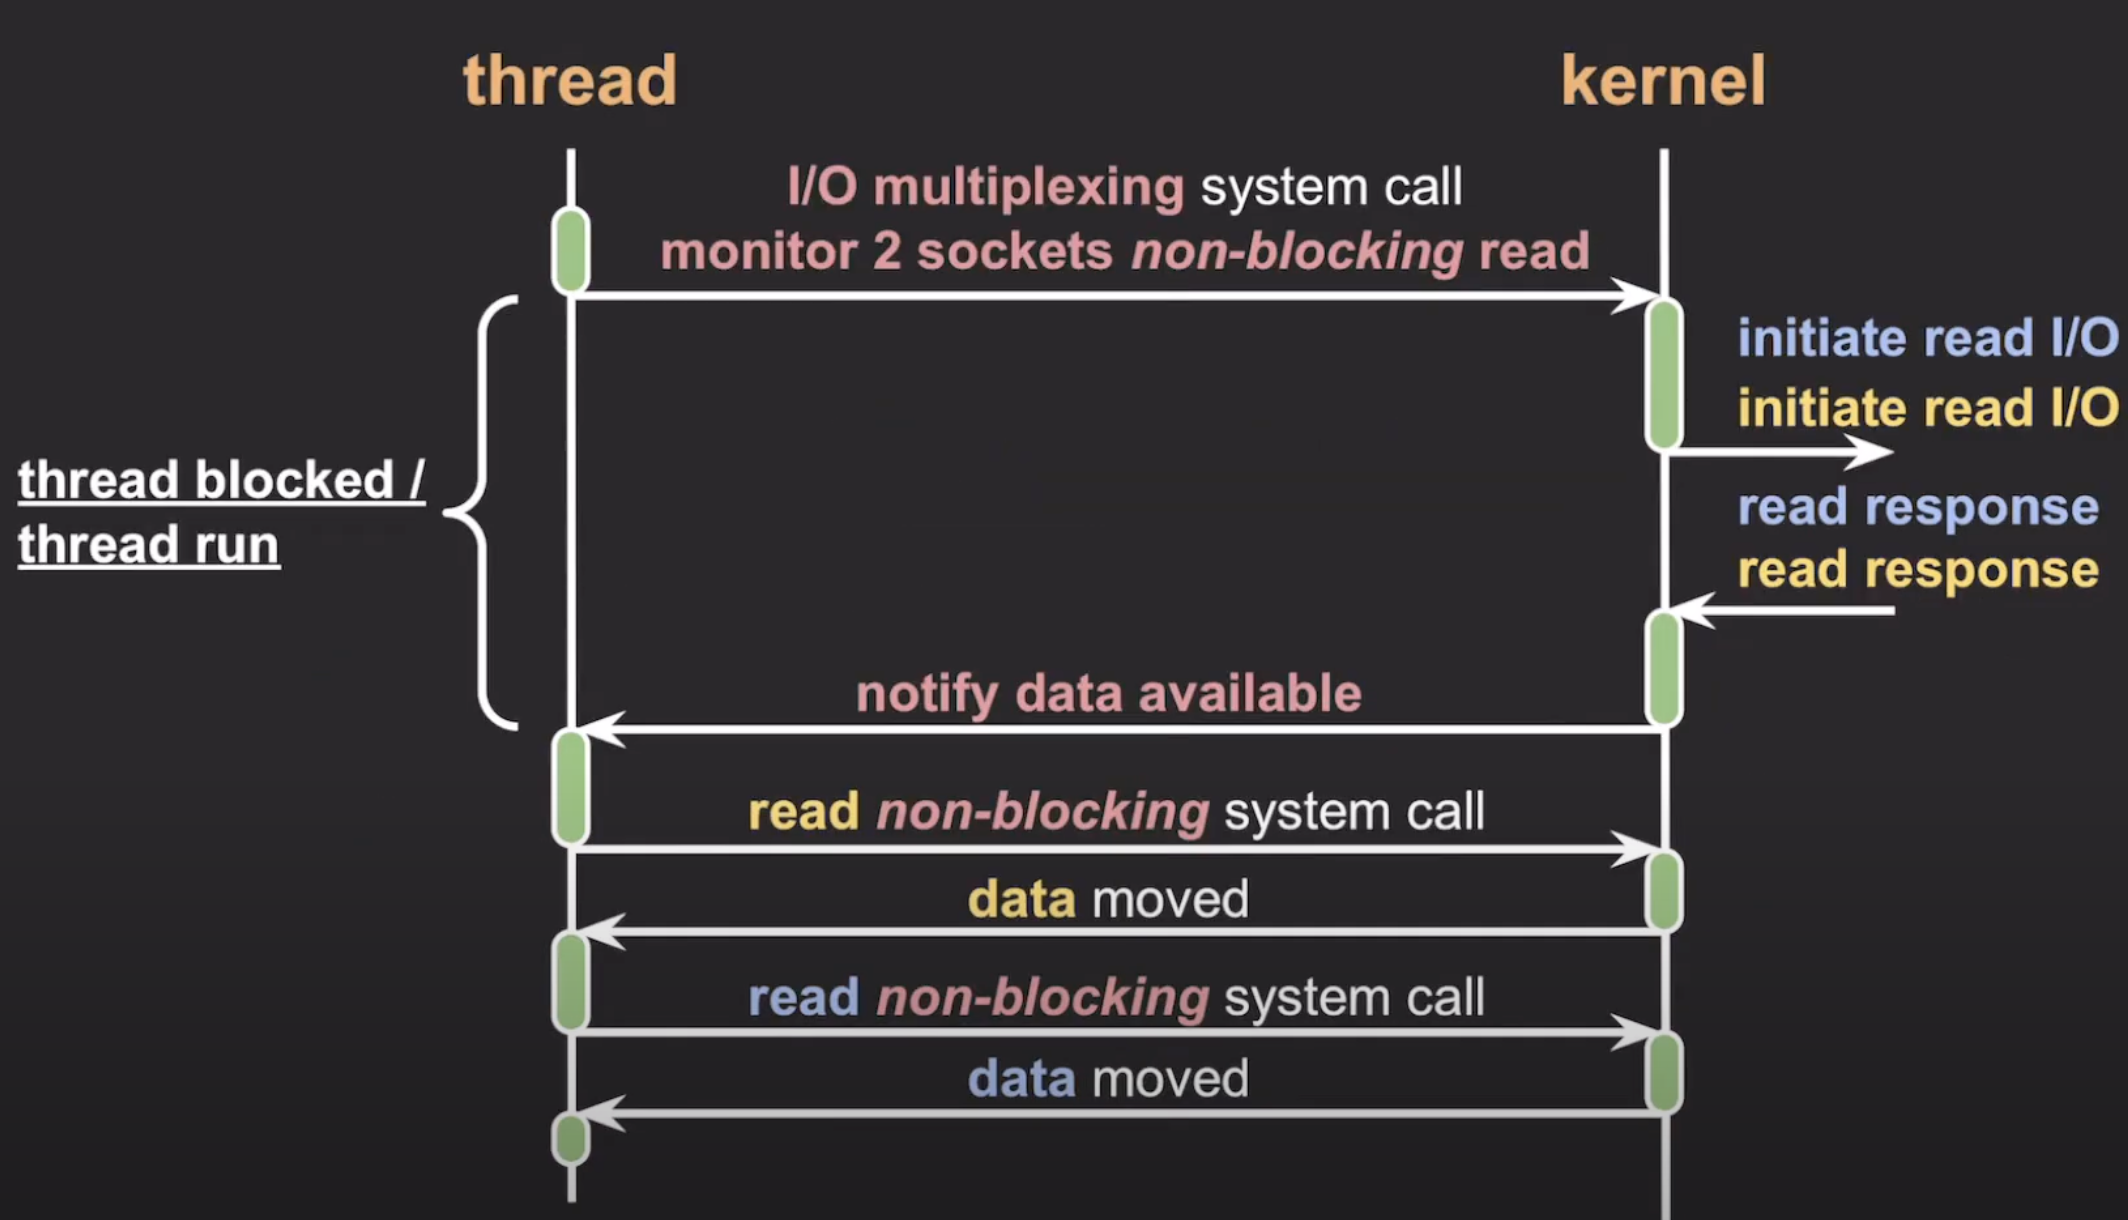 thread
kernel
I/O multiplexing system call
monitor 2 sockets non-blocking read
initiate read I/O
initiate read I/O
thread blocked /
thread run
read response
read response
notify data available
read non-blocking system call
data moved
read non-blocking system call
data moved